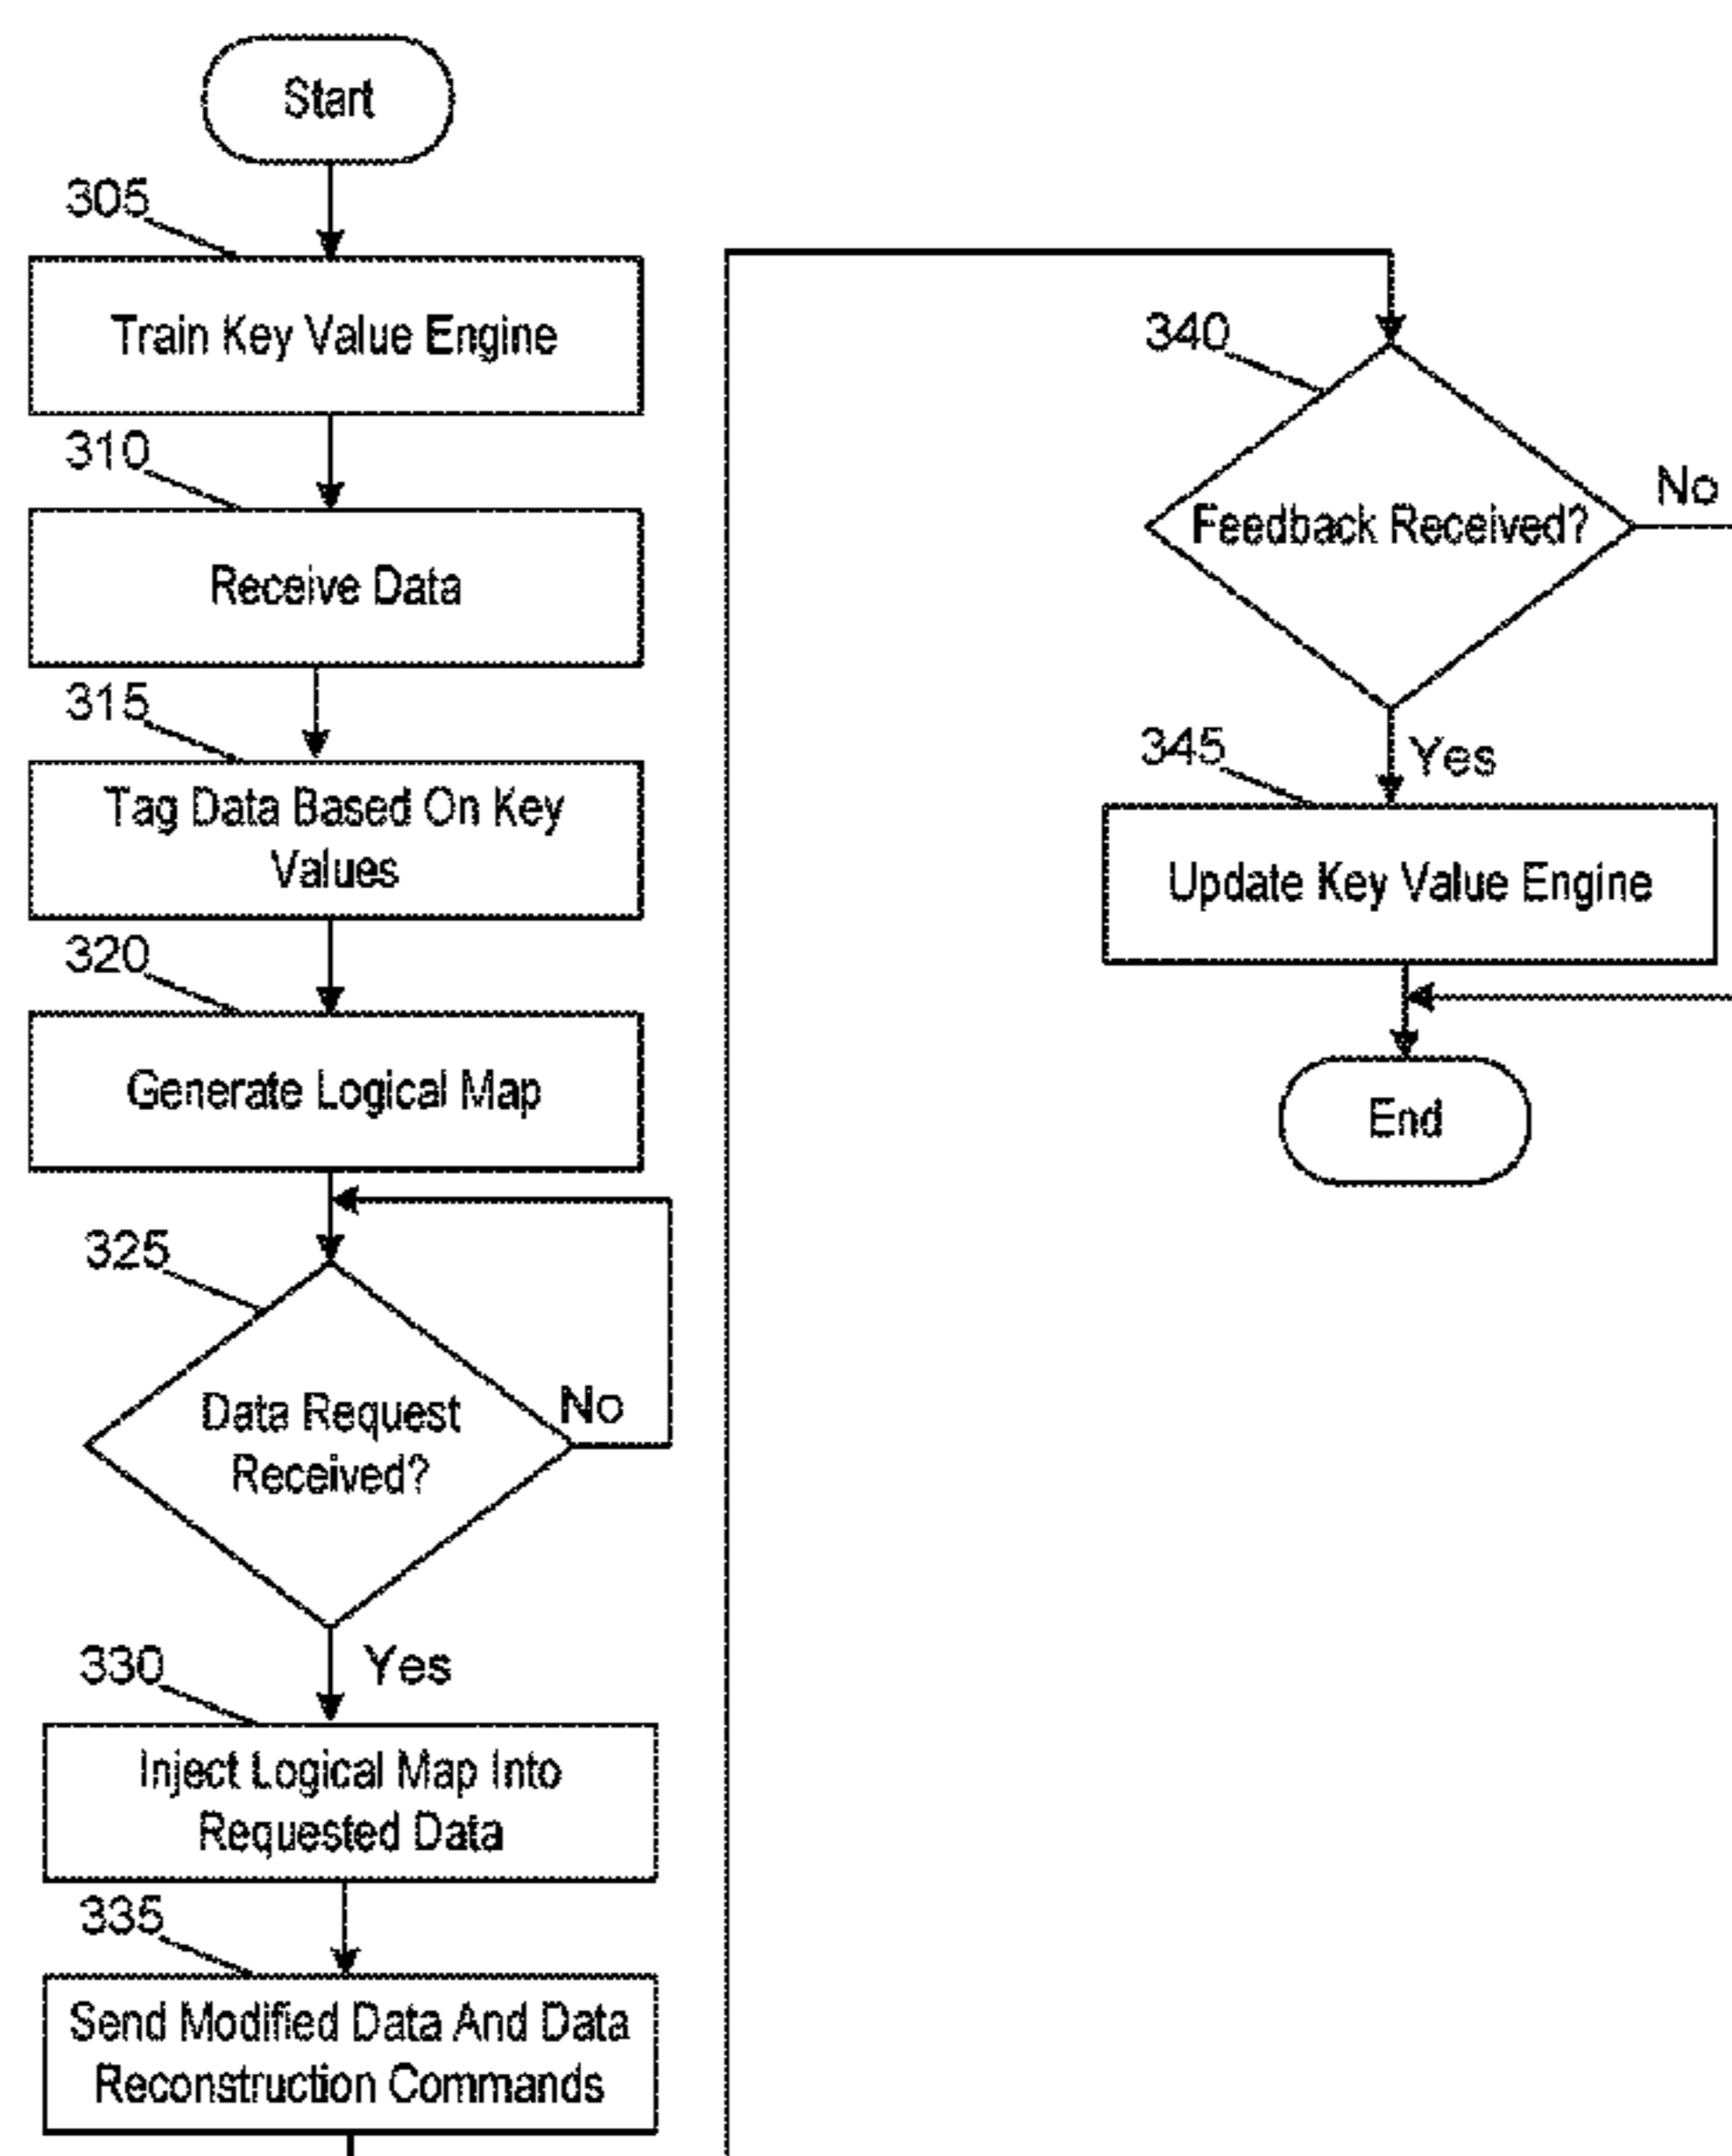 Start
305
Train Key Value Engine
310
Receive Data
315
Tag Data Based On Key
Values
320
Generate Logical Map
325
Data Request
Received?
No
Yes
330
Inject Logical Map Into
Requested Data
335
Send Modified Data And Data
Reconstruction Commands
340
Feedback Received?
No
Yes
345
Update Key Value Engine
End